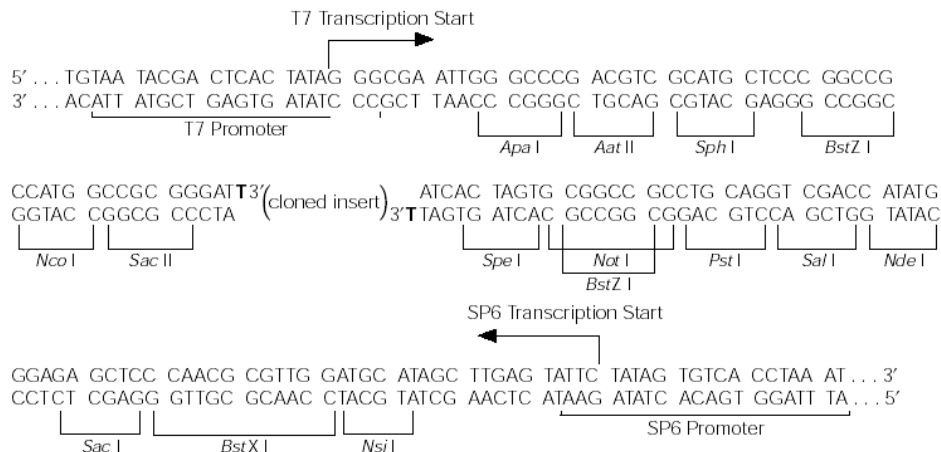 T7 Transcription Start
5′ . . . TGTAA TACGA CTCAC TATAG GGCGA ATTGG GCCCG ACGTC GCATG CTCCC GGCCG
3′ . . . ACATT ATGCT GAGTG ATATC CCGCT TAACC CGGGC TGCAG CGTAC GAGGG CCGGC
T7 Promoter
Apa I Aat II Sph I BstZ I
CCATG GCCGC GGGATT3′ (cloned insert) ATCAC TAGTG CGGCC GCCTG CAGGT CGACC ATATG
GGTAC CGGCG CCCTA 3′TTAGTG ATCAC GCCGG CGGAC GTCCA GCTGG TATAC
Nco I Sac II Spe I Not I Pst I Sal I Nde I
BstZ I
SP6 Transcription Start
GGAGA GCTCC CAACG CGTTG GATGC ATAGC TTGAG TATTC TATAG TGTCA CCTAA AT . . . 3′
CCTCT CGAGG GTTGC GCAAC CTACG TATCG AACTC ATAAG ATATC ACAGT GGATT TA . . . 5′
SP6 Promoter
Sac I BstX I Nsi I